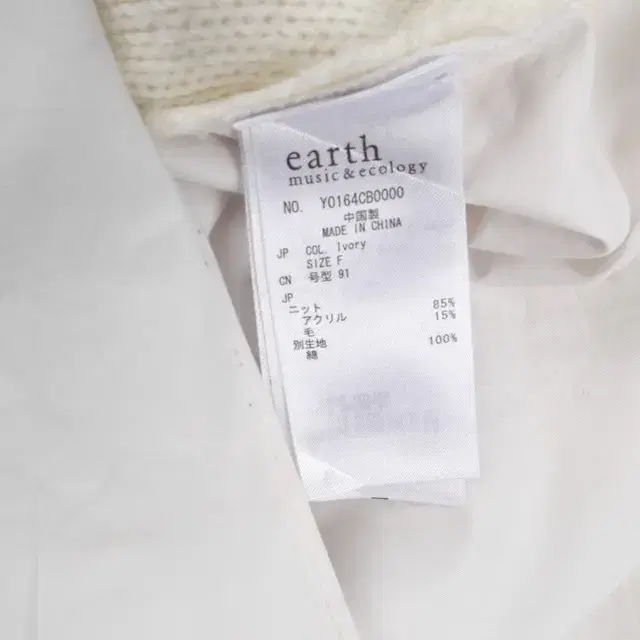 earth
music & ecology
NO. Y0164CB0000
中国製
MADE IN CHINA
JP COL. Ivory
SIZE F
CN 号型 91
JP
ニット
アクリル 85%
毛 15%
別生地
綿 100%